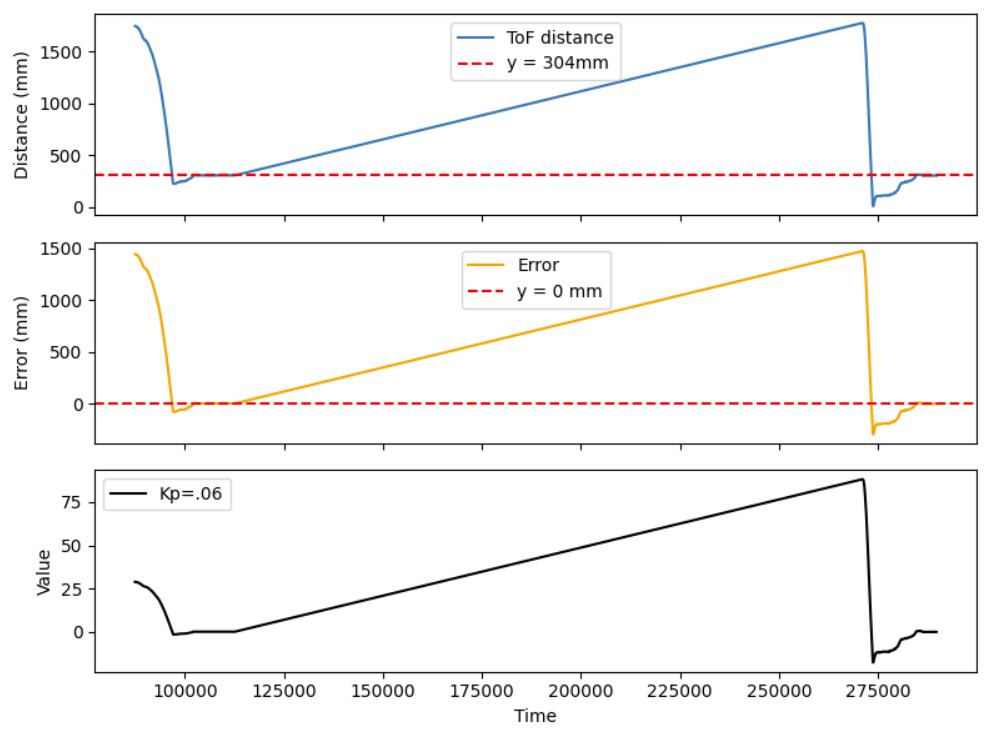 Distance (mm)
1500
1000
500
0
ToF distance
y = 304mm
Error (mm)
1500
1000
500
0
Error
y = 0 mm
Value
75
50
25
0
Kp=.06
100000 125000 150000 175000 200000 225000 250000 275000
Time